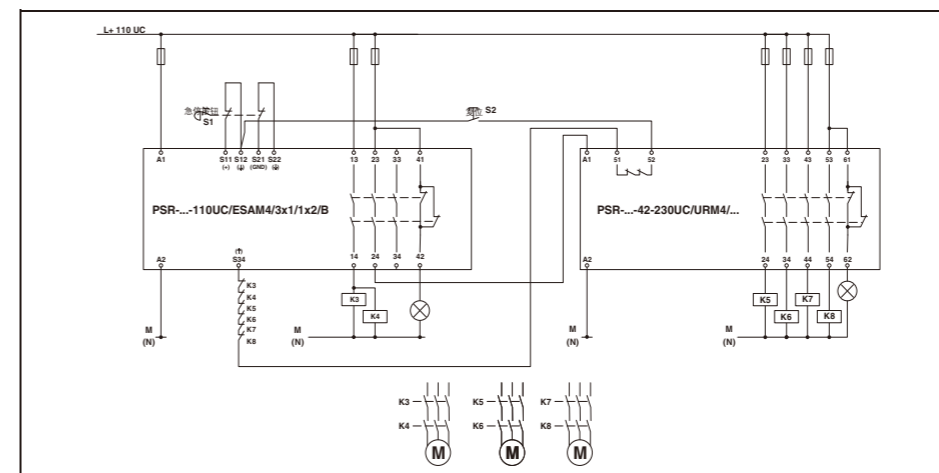 L+ 110 UC
急停按钮
S1
复位 S2
A1 S11 S12 S21 S22 13 23 33 41
(+) (GND)
A1 51 52 23 33 43 53 61
PSR-...-110UC/ESAM4/3x1/1x2/B
PSR-...-42-230UC/URM4/...
A2 S34 14 24 34 42
A2 24 34 44 54 62
K3
K4
K5
K6
K7
K8
K3
K4
K5
K6
K7
K8
M
(N)
M
(N)
M
(N)
M
(N)
K3 K5 K7
K4 K6 K8
M M M